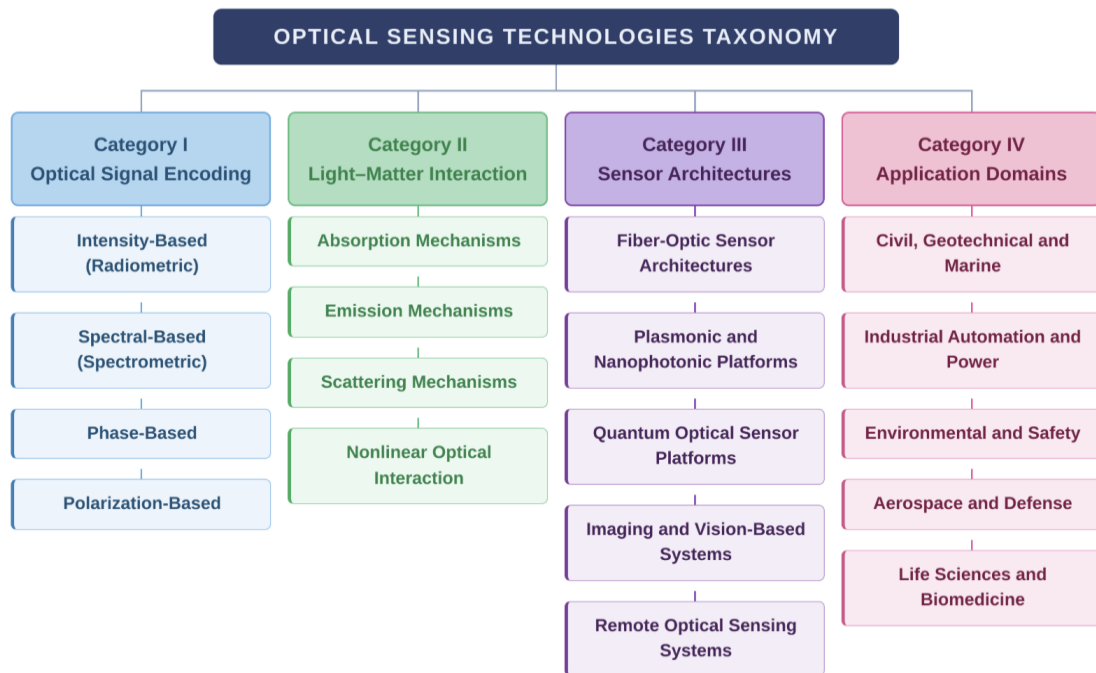 OPTICAL SENSING TECHNOLOGIES TAXONOMY
Category I
Optical Signal Encoding
Intensity-Based
(Radiometric)
Spectral-Based
(Spectrometric)
Phase-Based
Polarization-Based
Category II
Light–Matter Interaction
Absorption Mechanisms
Emission Mechanisms
Scattering Mechanisms
Nonlinear Optical
Interaction
Category III
Sensor Architectures
Fiber-Optic Sensor
Architectures
Plasmonic and
Nanophotonic Platforms
Quantum Optical Sensor
Platforms
Imaging and Vision-Based
Systems
Remote Optical Sensing
Systems
Category IV
Application Domains
Civil, Geotechnical and
Marine
Industrial Automation and
Power
Environmental and Safety
Aerospace and Defense
Life Sciences and
Biomedicine